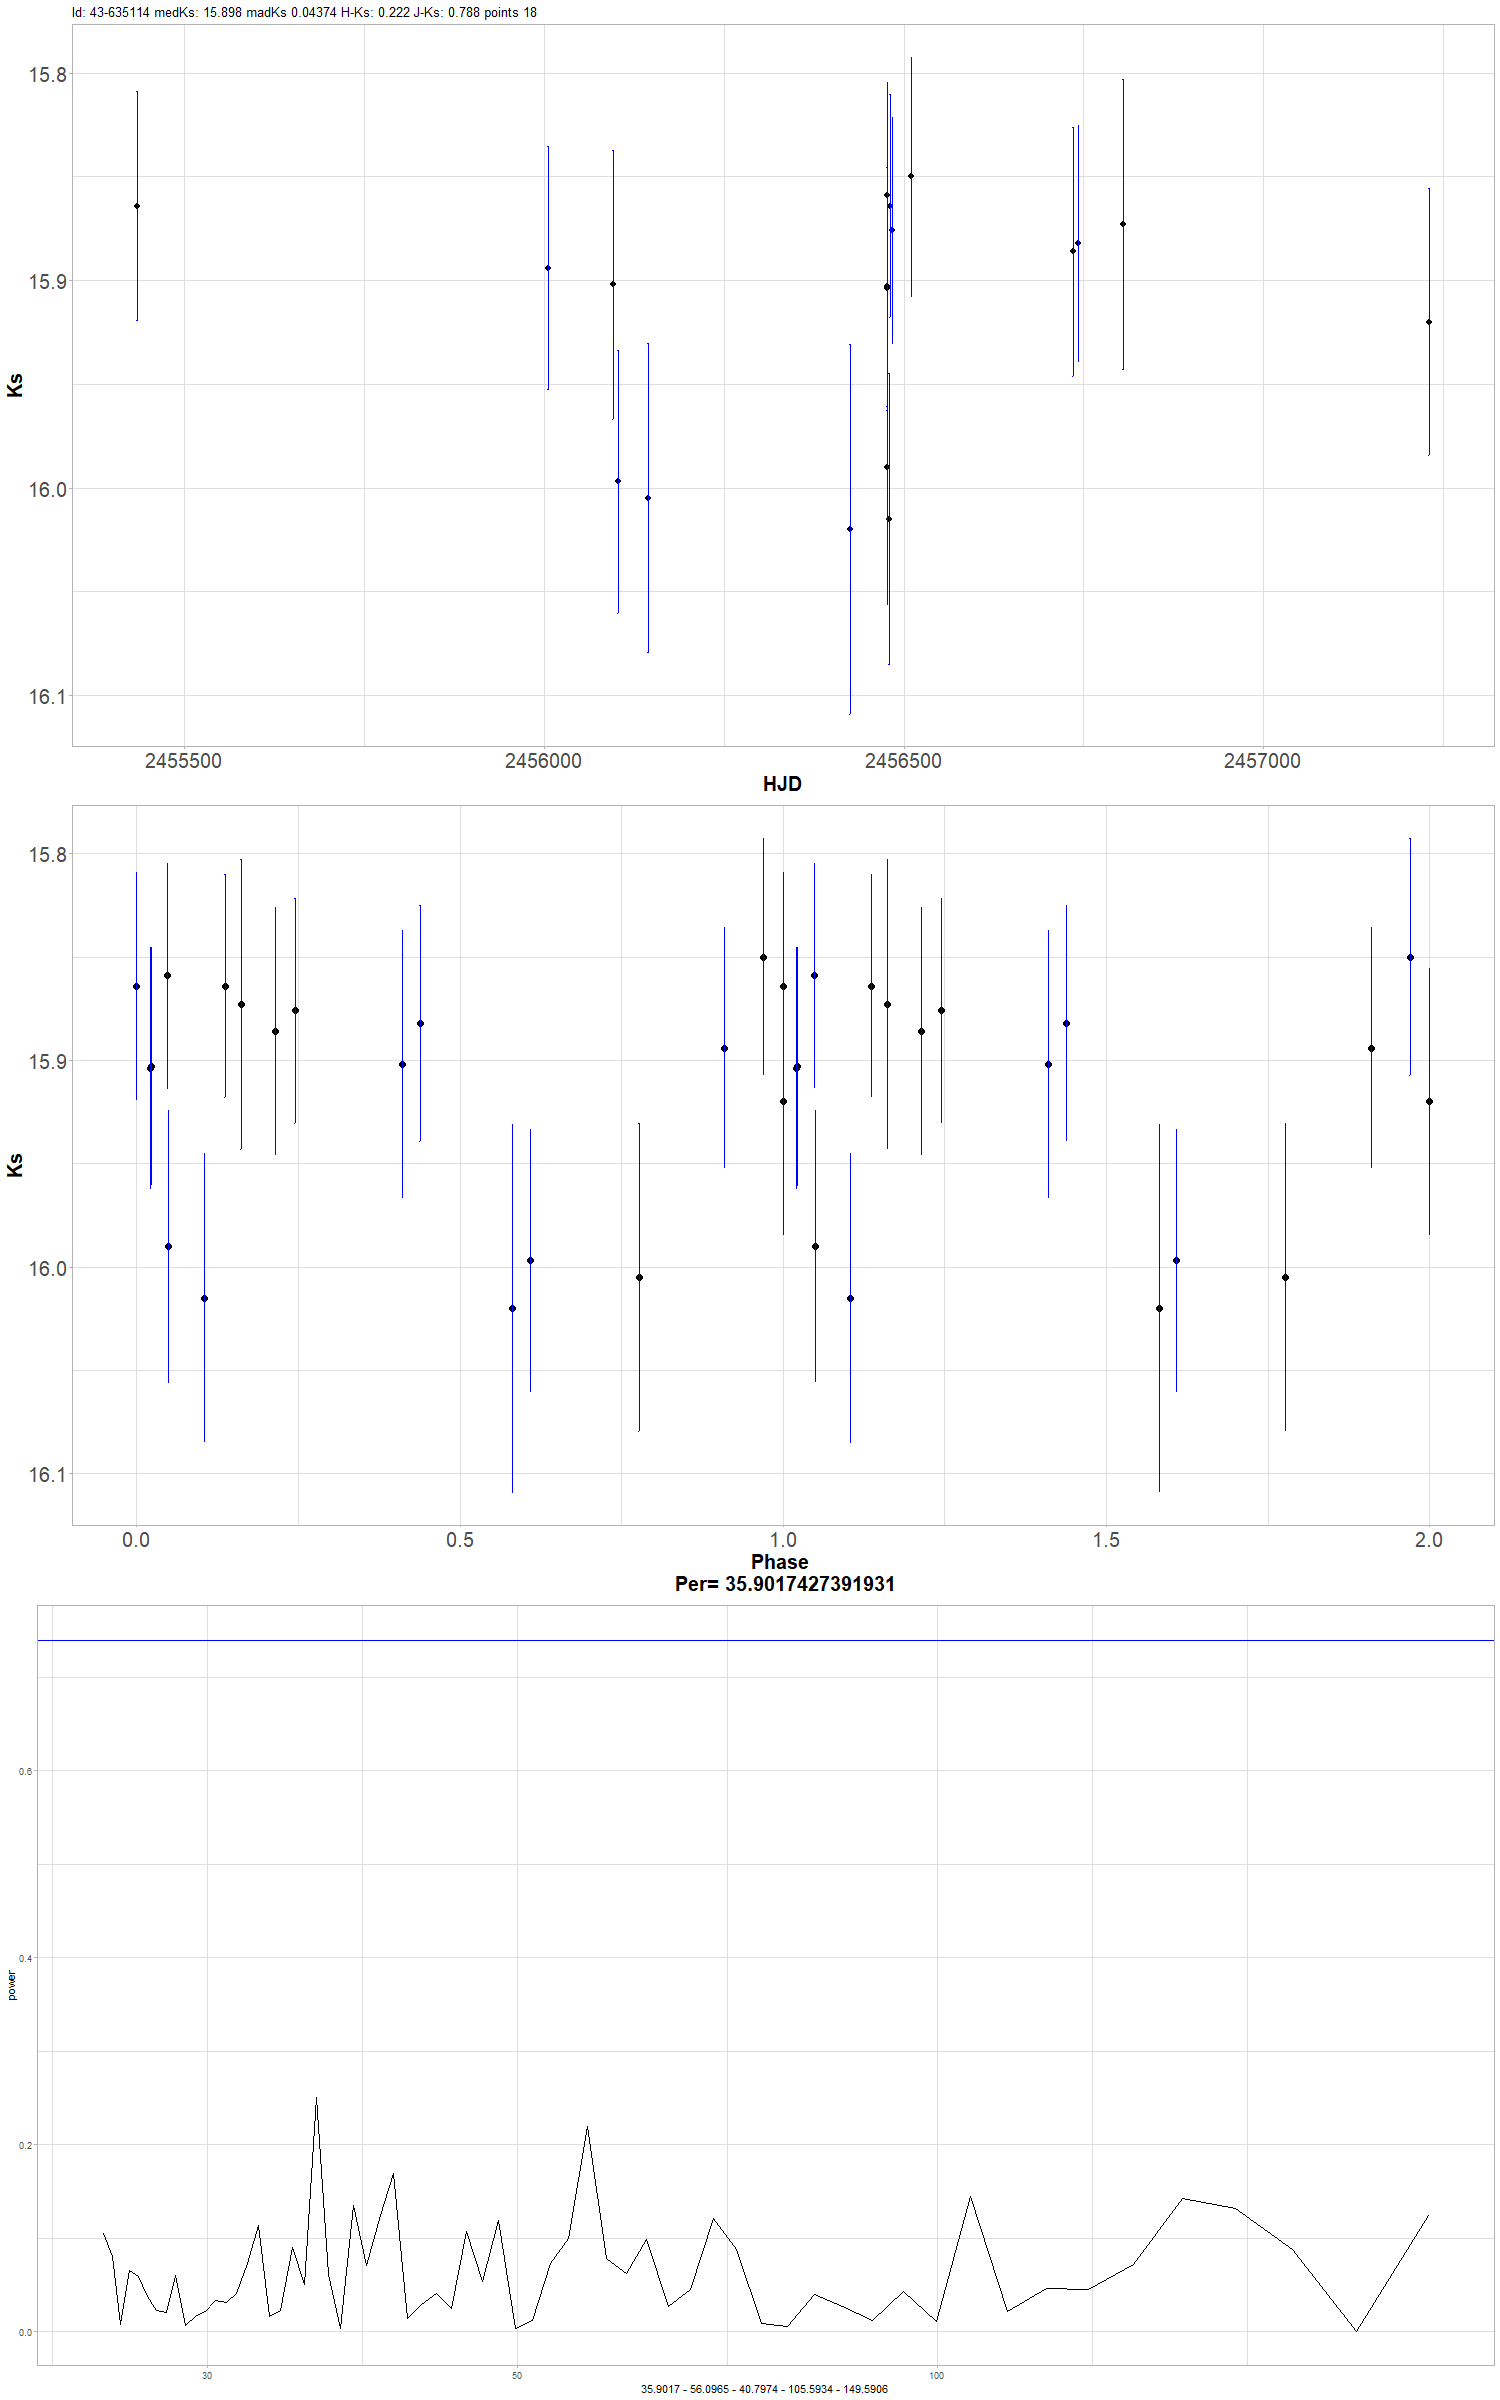 Id: 43-635114 medKs: 15.898 madKs 0.04374 H-Ks: 0.222 J-Ks: 0.788 points 18
15.8
15.9
16.0
16.1
Ks
2455500 2456000 2456500 2457000
HJD
15.8
15.9
16.0
16.1
Ks
0.0 0.5 1.0 1.5 2.0
Phase
Per= 35.9017427391931
0.6
0.4
0.2
0.0
power
30 50 100
35.9017 - 56.0965 - 40.7974 - 105.5934 - 149.5906